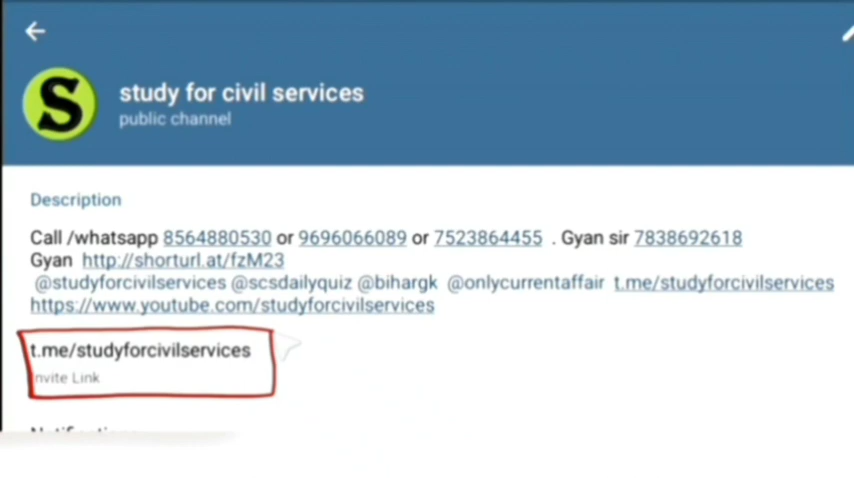 S
study for civil services
public channel
Description
Call /whatsapp 8564880530 or 9696066089 or 7523864455 . Gyan sir 7838692618
Gyan http://shorturl.at/fzM23
@studyforcivilservices @scsdailyquiz @bihargk @onlycurrentaffair t.me/studyforcivilservices
https://www.youtube.com/studyforcivilservices
t.me/studyforcivilservices
Invite Link